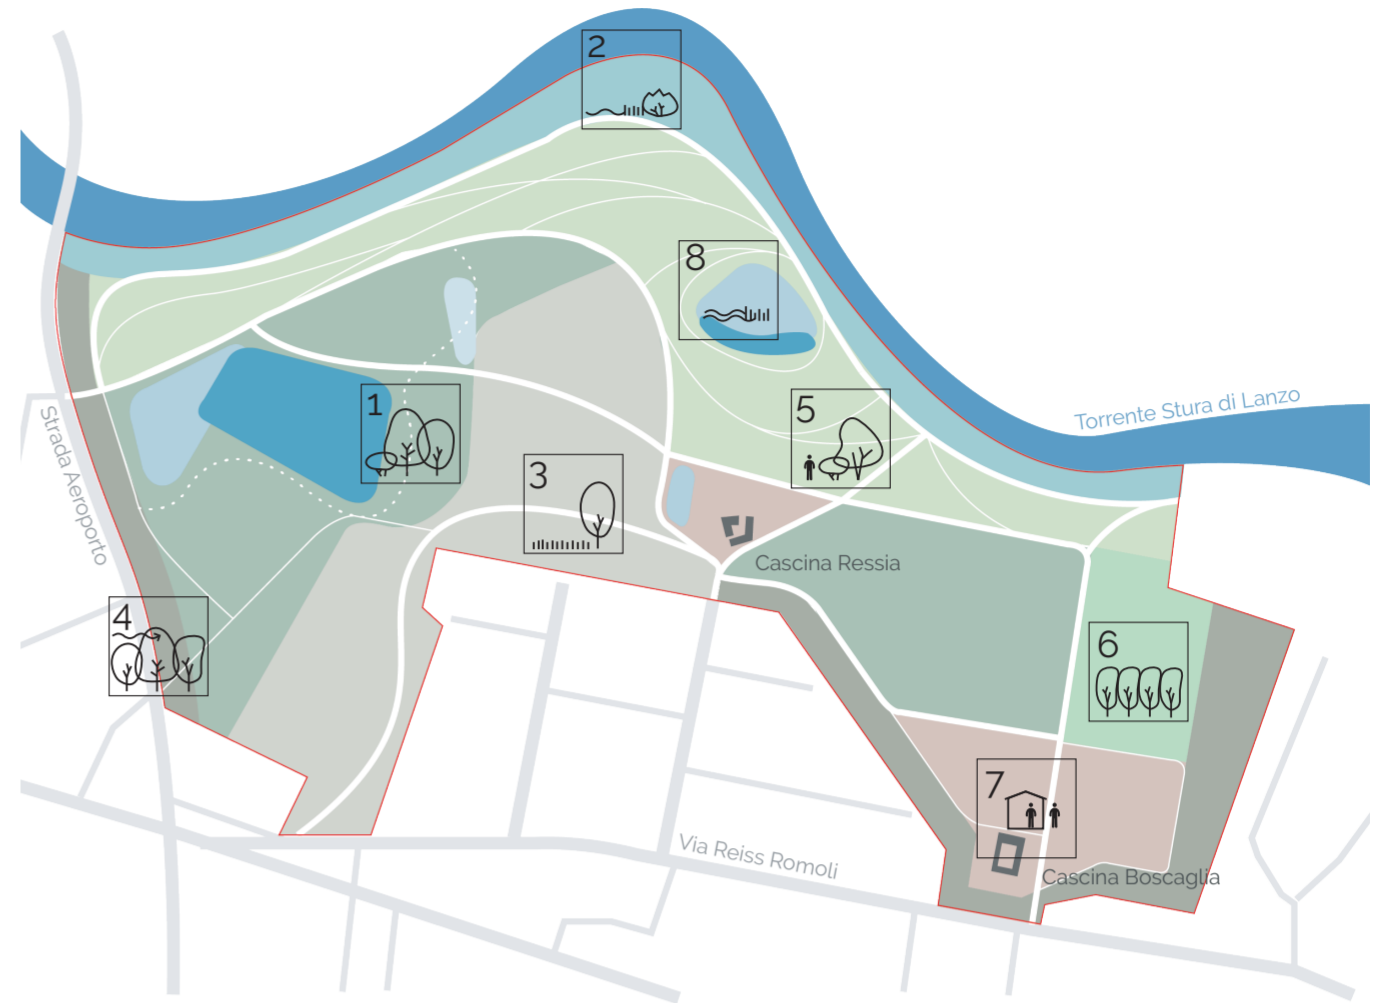 2
8
1
5
Torrente Stura di Lanzo
Strada Aeroporto
3
Cascina Ressia
4
6
7
Via Reiss Romoli
Cascina Boscaglia